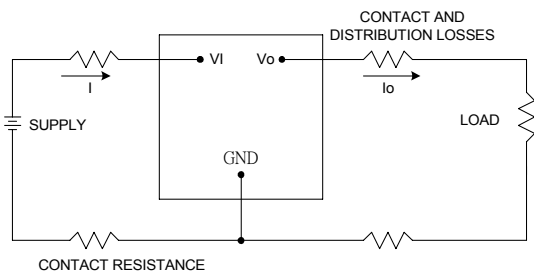 CONTACT AND
DISTRIBUTION LOSSES
VI
Vo
I
Io
SUPPLY
LOAD
GND
CONTACT RESISTANCE